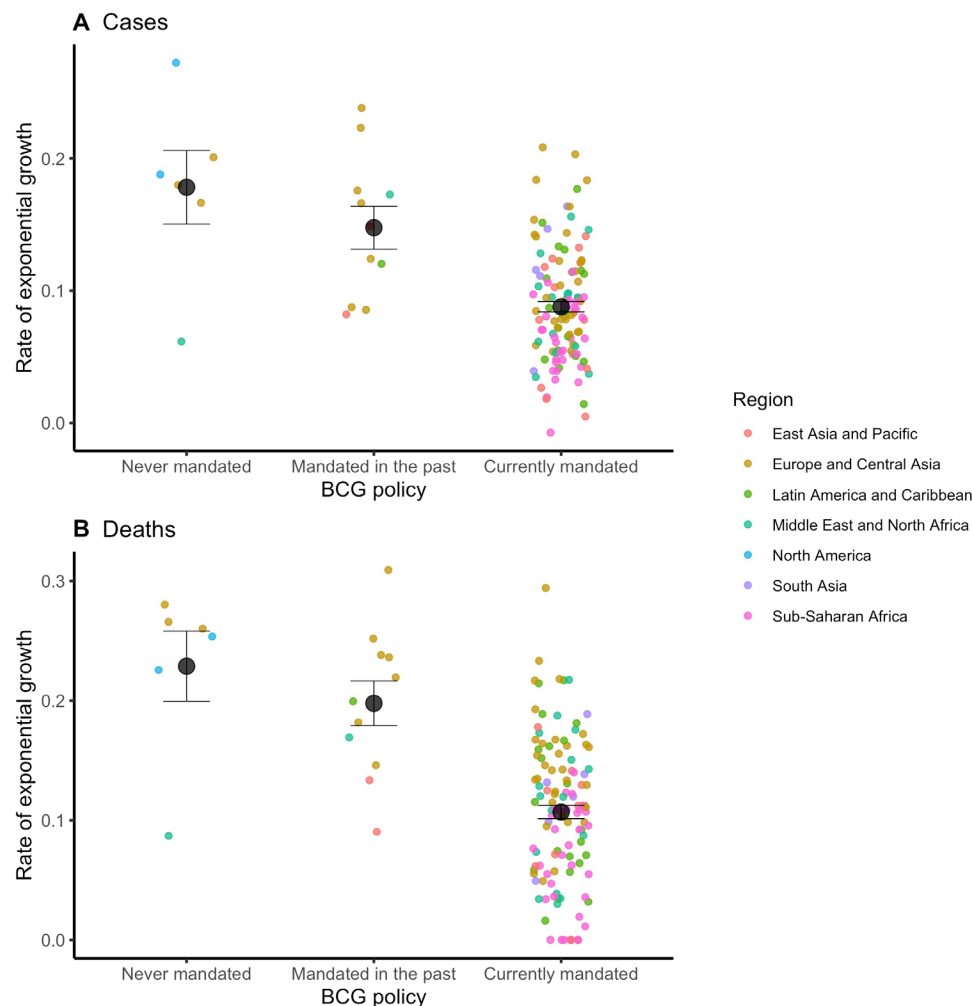 A Cases
Rate of exponential growth
0.2
0.1
0.0
Never mandated
Mandated in the past
Currently mandated
BCG policy
B Deaths
Rate of exponential growth
0.3
0.2
0.1
0.0
Never mandated
Mandated in the past
Currently mandated
BCG policy
Region
East Asia and Pacific
Europe and Central Asia
Latin America and Caribbean
Middle East and North Africa
North America
South Asia
Sub-Saharan Africa